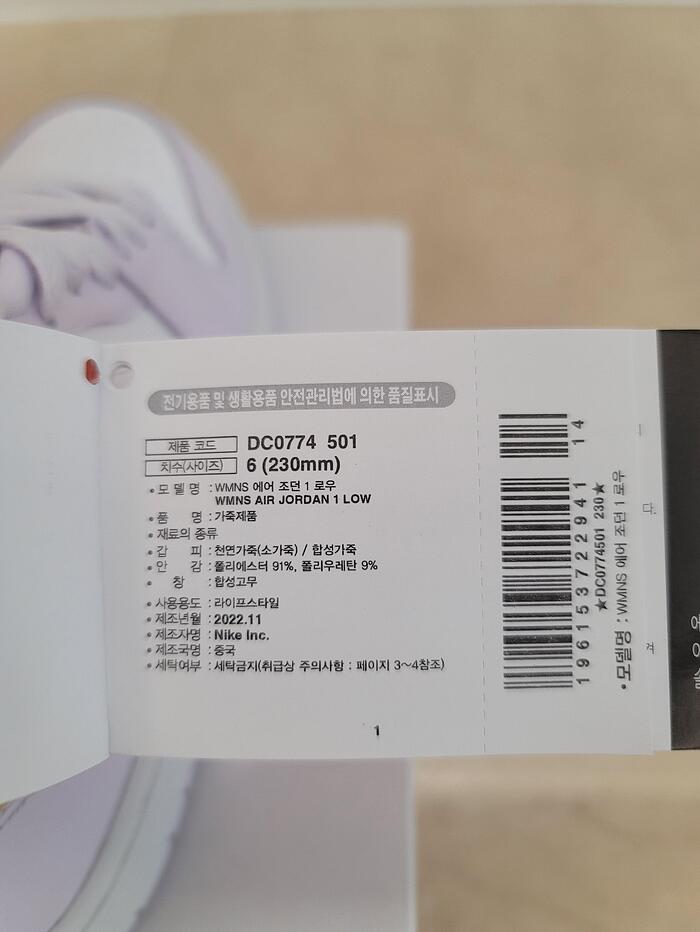 전기용품 및 생활용품 안전관리법에 의한 품질표시
제품 코드 DC0774 501
치수(사이즈) 6 (230mm)
• 모 델 명 : WMNS 에어 조던 1 로우
WMNS AIR JORDAN 1 LOW
• 품 명 : 가죽제품
• 재료의 종류
• 갑 피 : 천연가죽(소가죽) / 합성가죽
• 안 감 : 폴리에스터 91%, 폴리우레탄 9%
• 창 : 합성고무
• 사용용도 : 라이프스타일
• 제조년월 : 2022.11
• 제조자명 : Nike Inc.
• 제조국명 : 중국
• 세탁여부 : 세탁금지(취급상 주의사항 : 페이지 3~4참조)
1
14
196153722941
★DC0774501 230★
• 모델명 : WMNS 에어 조던 1 로우
다.